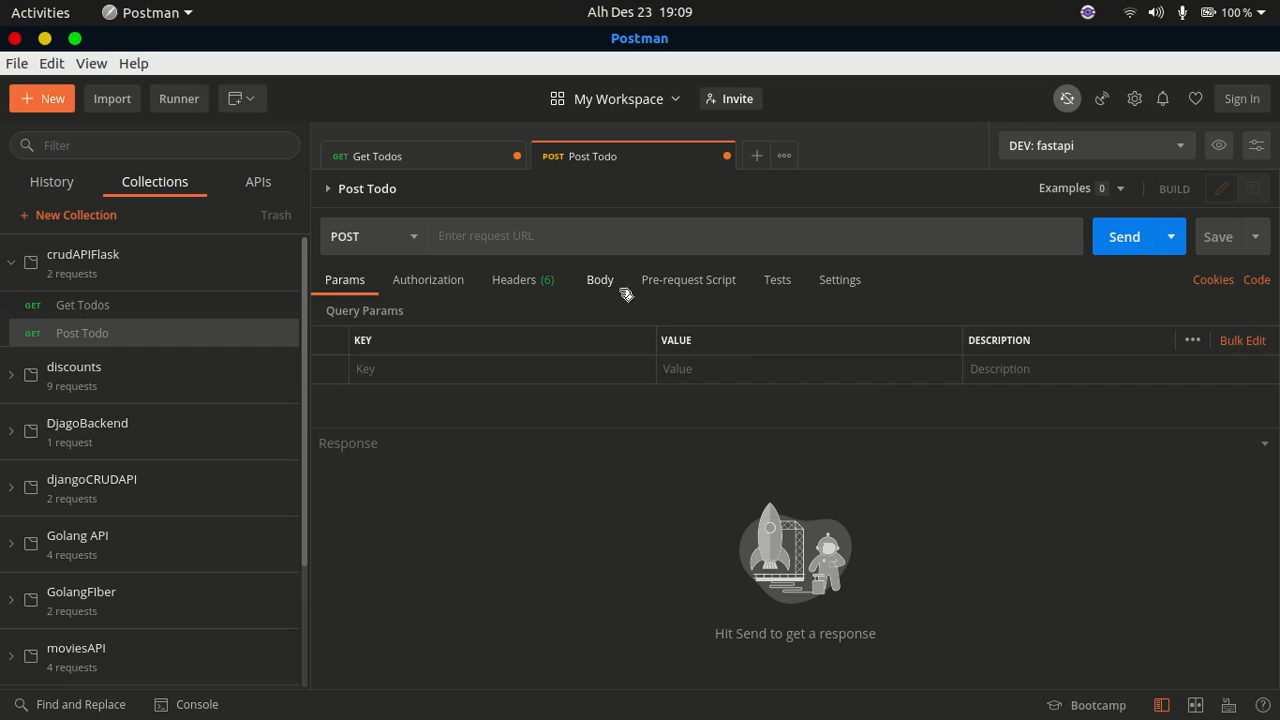 Activities
Postman
Alh Des 23 19:09
100 %
Postman
File Edit View Help
New Import Runner
My Workspace
Invite
Sign In
Filter
History Collections APIs
New Collection
Trash
crudAPIFlask
2 requests
GET Get Todos
GET Post Todo
discounts
9 requests
DjagoBackend
1 request
djangoCRUDAPI
2 requests
Golang API
4 requests
GolangFIber
2 requests
moviesAPI
4 requests
GET Get Todos
POST Post Todo
DEV: fastapi
Post Todo
Examples 0
BUILD
POST
Enter request URL
Send
Save
Params Authorization Headers (6) Body Pre-request Script Tests Settings
Cookies Code
Query Params
KEY VALUE DESCRIPTION
Bulk Edit
Key Value Description
Response
Hit Send to get a response
Find and Replace
Console
Bootcamp